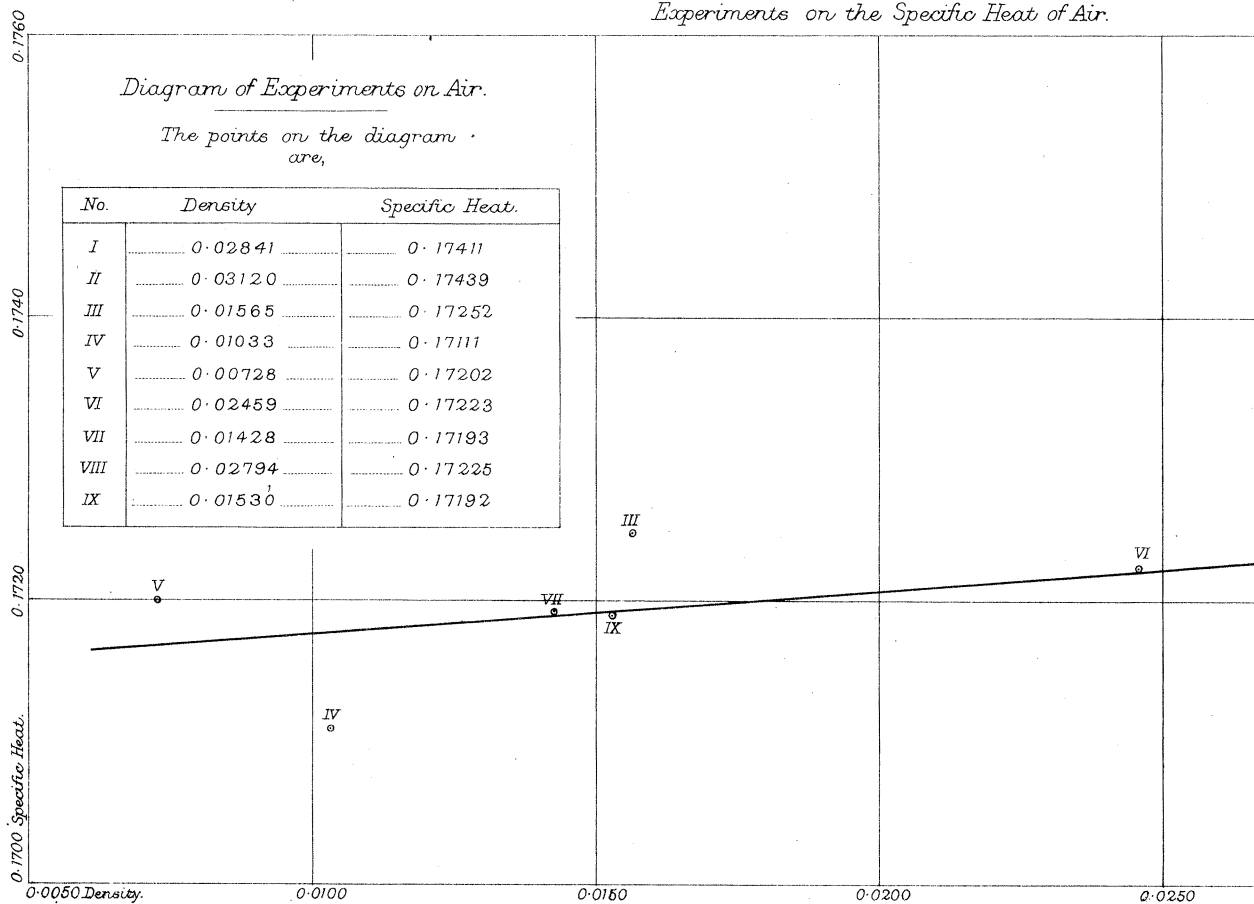 Experiments on the Specific Heat of Air.
0·1760
Diagram of Experiments on Air.
The points on the diagram
are,
No. Density Specific Heat.
I 0·02841 0·17411
II 0·03120 0·17439
III 0·01565 0·17252
IV 0·01033 0·17111
V 0·00728 0·17202
VI 0·02459 0·17223
VII 0·01428 0·17193
VIII 0·02794 0·17225
IX 0·01530 0·17192
0·1740
III
VI
V
0·1720
VII
IX
IV
0·1700 Specific Heat.
0·0050 Density. 0·0100 0·0150 0·0200 0·0250